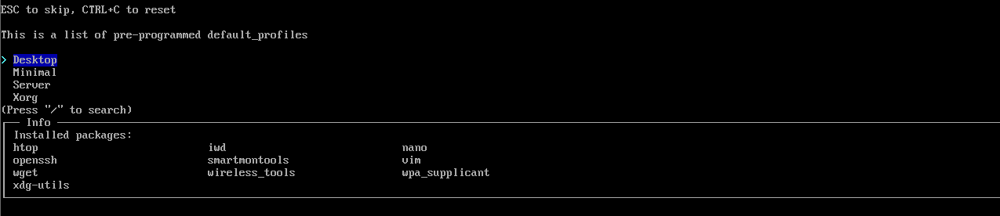 ESC to skip, CTRL+C to reset
This is a list of pre-programmed default_profiles
> Desktop
Minimal
Server
Xorg
(Press "/" to search)
Info
Installed packages:
htop iwd nano
openssh smartmontools vim
wget wireless_tools wpa_supplicant
xdg-utils